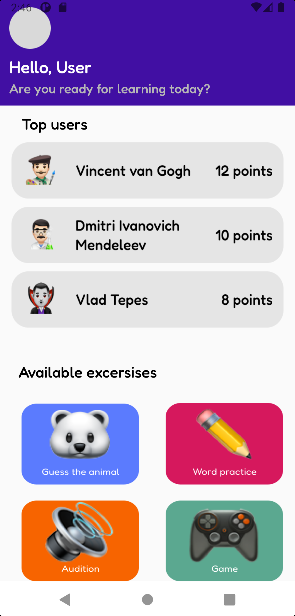 Hello, User
Are you ready for learning today?
Top users
Vincent van Gogh 12 points
Dmitri Ivanovich
Mendeleev 10 points
Vlad Tepes 8 points
Available excersises
Guess the animal Word practice
Audition Game